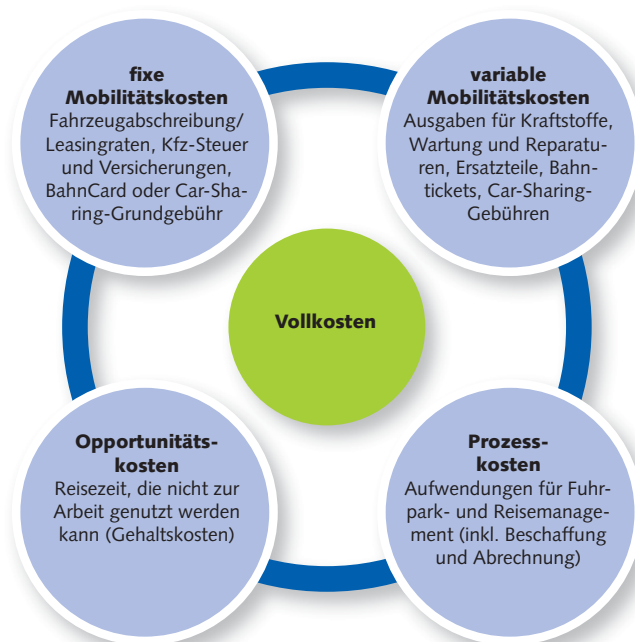 fixe
Mobilitätskosten
Fahrzeugabschreibung/
Leasingraten, Kfz-Steuer
und Versicherungen,
BahnCard oder Car-Sha-
ring-Grundgebühr
variable
Mobilitätskosten
Ausgaben für Kraftstoffe,
Wartung und Reparatu-
ren, Ersatzteile, Bahn-
tickets, Car-Sharing-
Gebühren
Vollkosten
Opportunitäts-
kosten
Reisezeit, die nicht zur
Arbeit genutzt werden
kann (Gehaltskosten)
Prozess-
kosten
Aufwendungen für Fuhr-
park- und Reisemanage-
ment (inkl. Beschaffung
und Abrechnung)